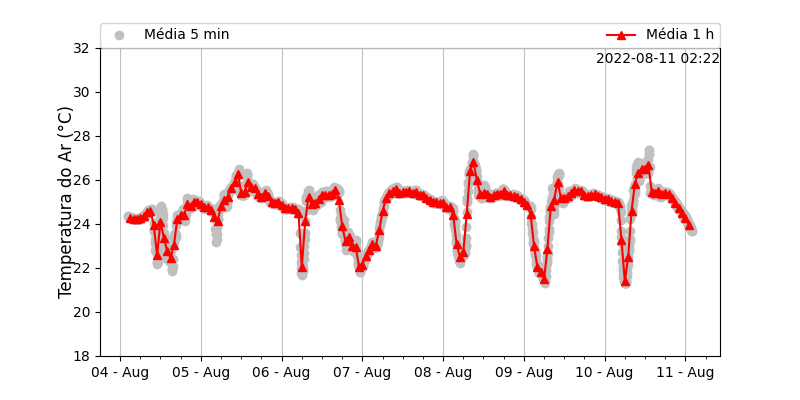 Média 5 min
Média 1 h
2022-08-11 02:22
Temperatura do Ar (°C)
32
30
28
26
24
22
20
18
04 - Aug
05 - Aug
06 - Aug
07 - Aug
08 - Aug
09 - Aug
10 - Aug
11 - Aug